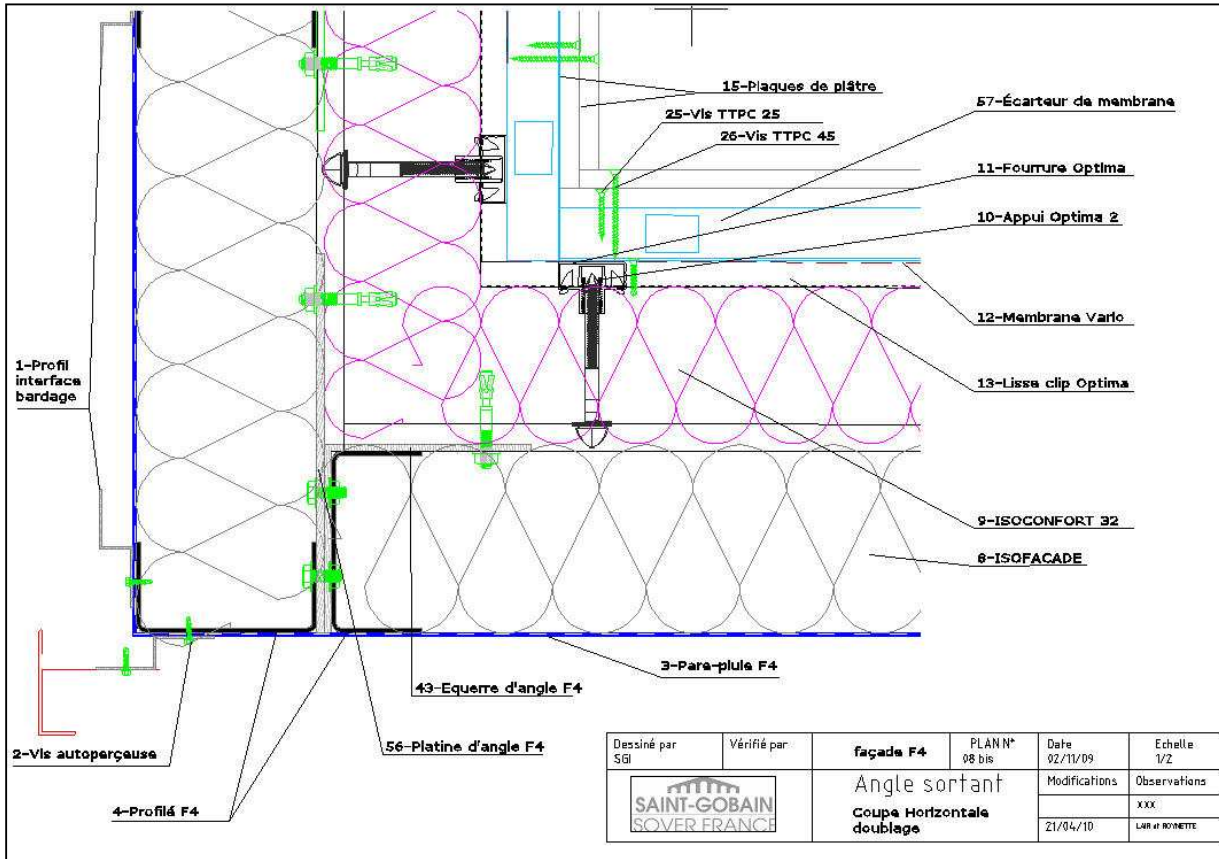 15-Plaques de plâtre
25-Vis TTPC 25
26-Vis TTPC 45
57-Écarteur de membrane
11-Fourrure Optima
10-Appui Optima 2
12-Membrane Vario
13-Lisse clip Optima
1-Profil
interface
bardage
9-ISOCONFORT 32
8-ISOFACADE
3-Pare-pluie F4
43-Equerre d'angle F4
56-Platine d'angle F4
2-Vis autoperçeuse
4-Profilé F4
Dessiné par
SGI
Vérifié par
façade F4
PLAN N°
08 bis
Date
02/11/09
Echelle
1/2
SAINT-GOBAIN
ISOVER FRANCE
Angle sortant
Coupe Horizontale
doublage
Modifications
Observations
XXX
21/04/10
LAIR et ROYNETTE